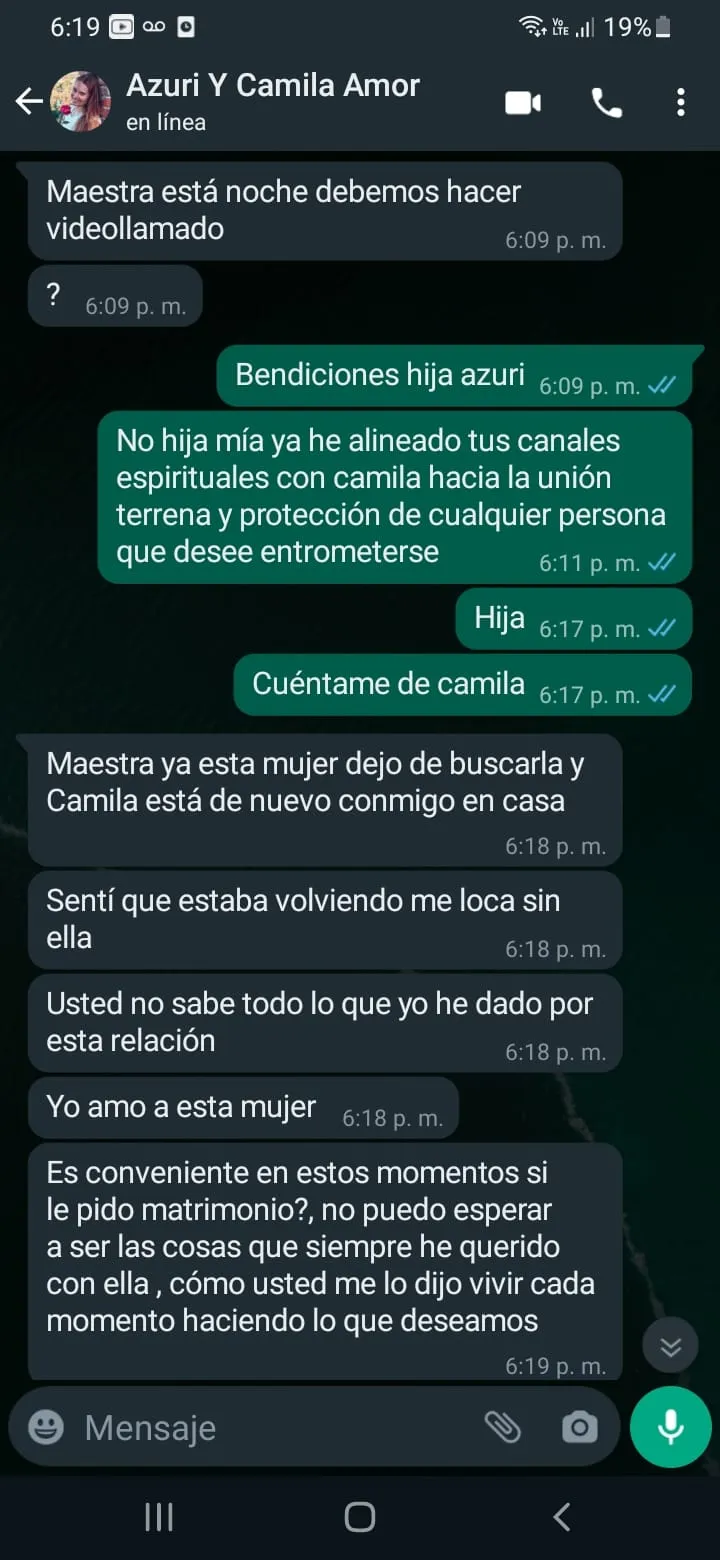 6:19
Vo
LTE
19%
Azuri Y Camila Amor
en línea
Maestra está noche debemos hacer
videollamado
6:09 p. m.
? 6:09 p. m.
Bendiciones hija azuri 6:09 p. m.
No hija mía ya he alineado tus canales
espirituales con camila hacia la unión
terrena y protección de cualquier persona
que desee entrometerse 6:11 p. m.
Hija 6:17 p. m.
Cuéntame de camila 6:17 p. m.
Maestra ya esta mujer dejo de buscarla y
Camila está de nuevo conmigo en casa
6:18 p. m.
Sentí que estaba volviendo me loca sin
ella
6:18 p. m.
Usted no sabe todo lo que yo he dado por
esta relación
6:18 p. m.
Yo amo a esta mujer 6:18 p. m.
Es conveniente en estos momentos si
le pido matrimonio?, no puedo esperar
a ser las cosas que siempre he querido
con ella , cómo usted me lo dijo vivir cada
momento haciendo lo que deseamos
6:19 p. m.
Mensaje